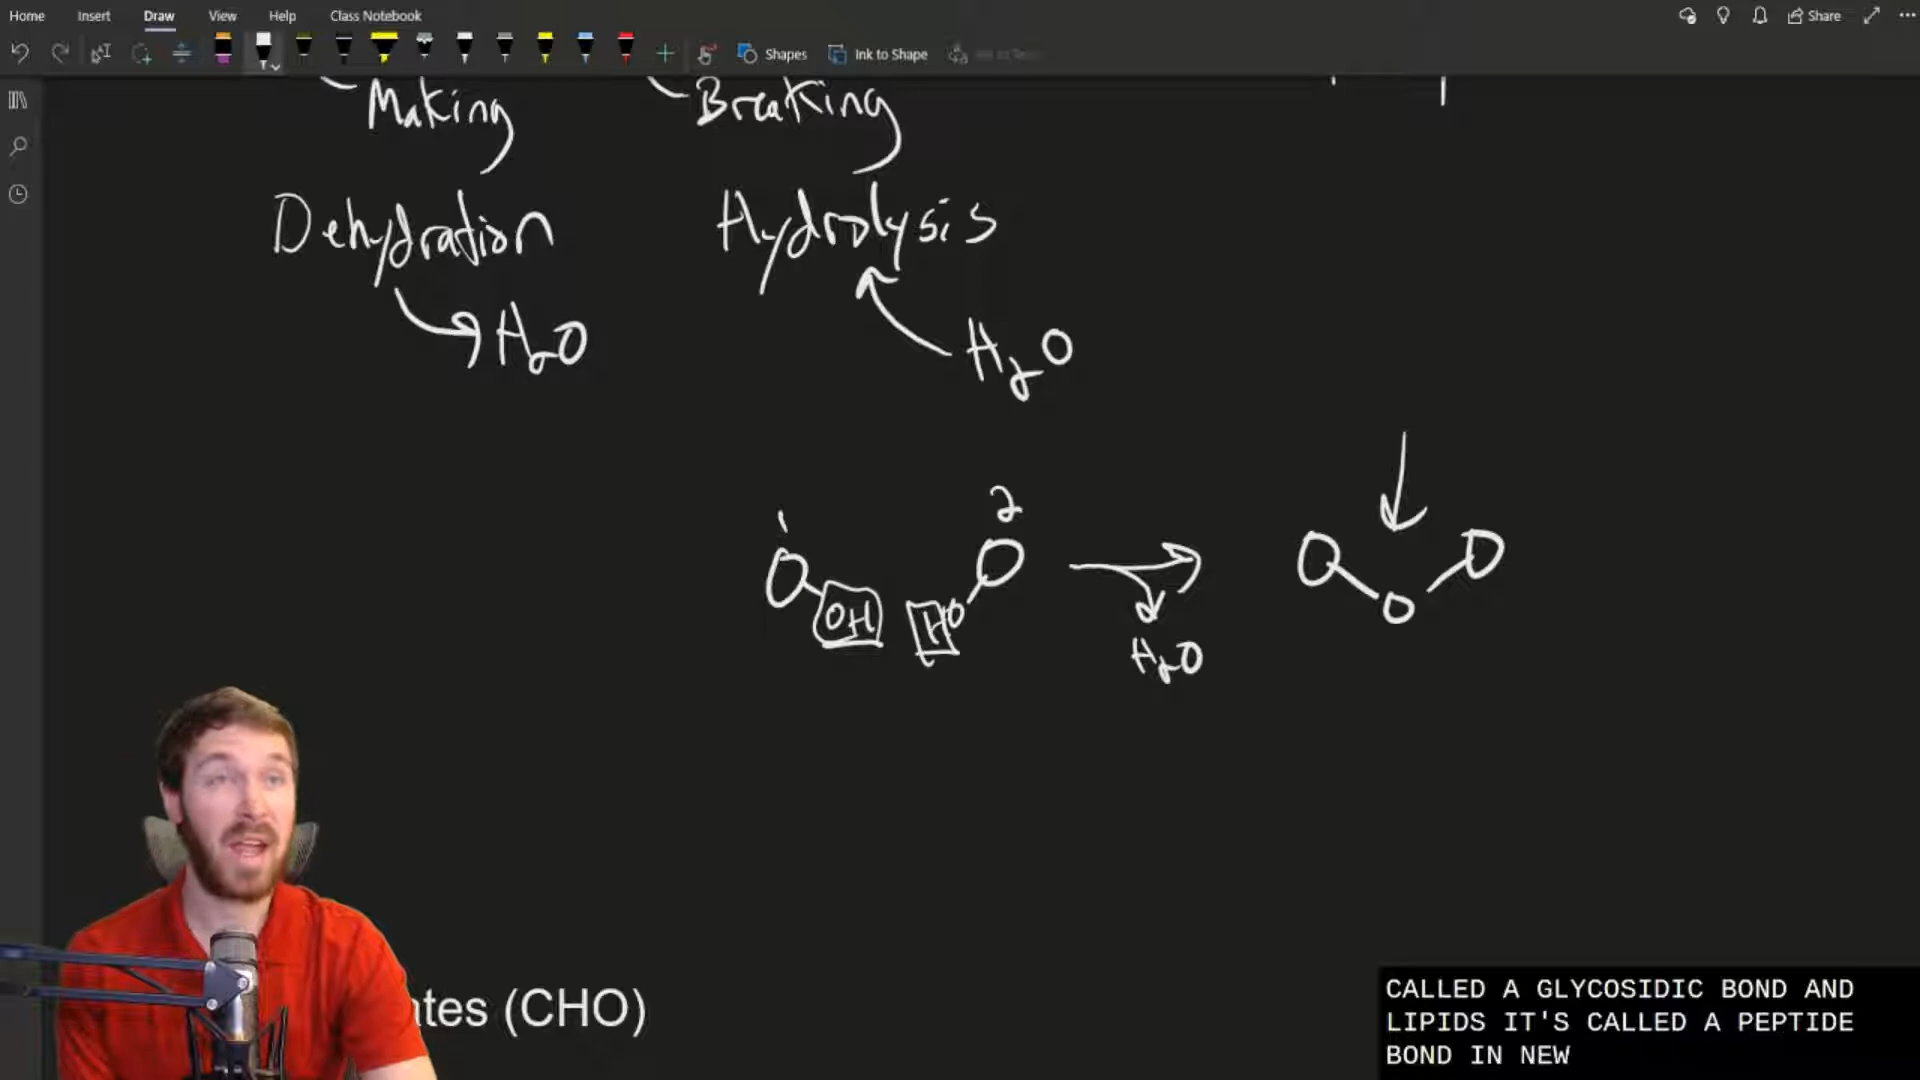 Home Insert Draw View Help Class Notebook Share
Shapes Ink to Shape
Making Breaking
Dehydration Hydrolysis
H2O H2O
1 2
OH HO O
H2O
ates (CHO)
CALLED A GLYCOSIDIC BOND AND
LIPIDS IT'S CALLED A PEPTIDE
BOND IN NEW